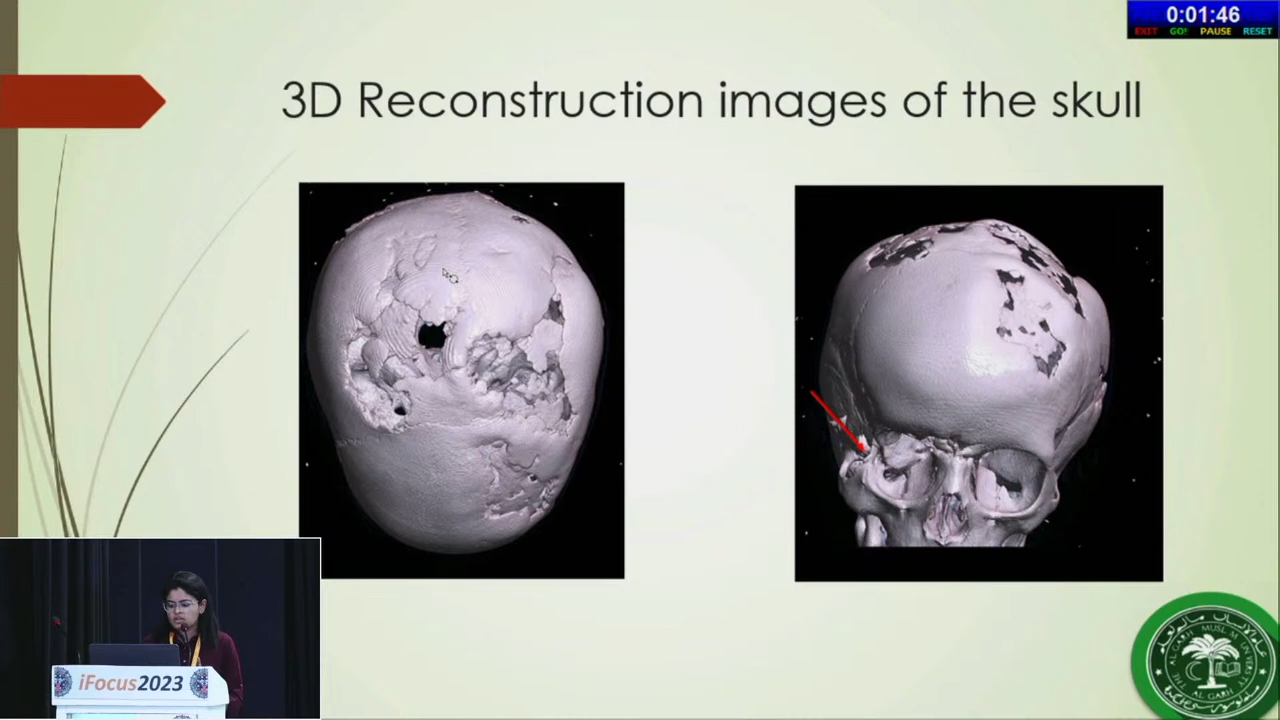 0:01:46
EXIT GO! PAUSE RESET
3D Reconstruction images of the skull
iFocus2023